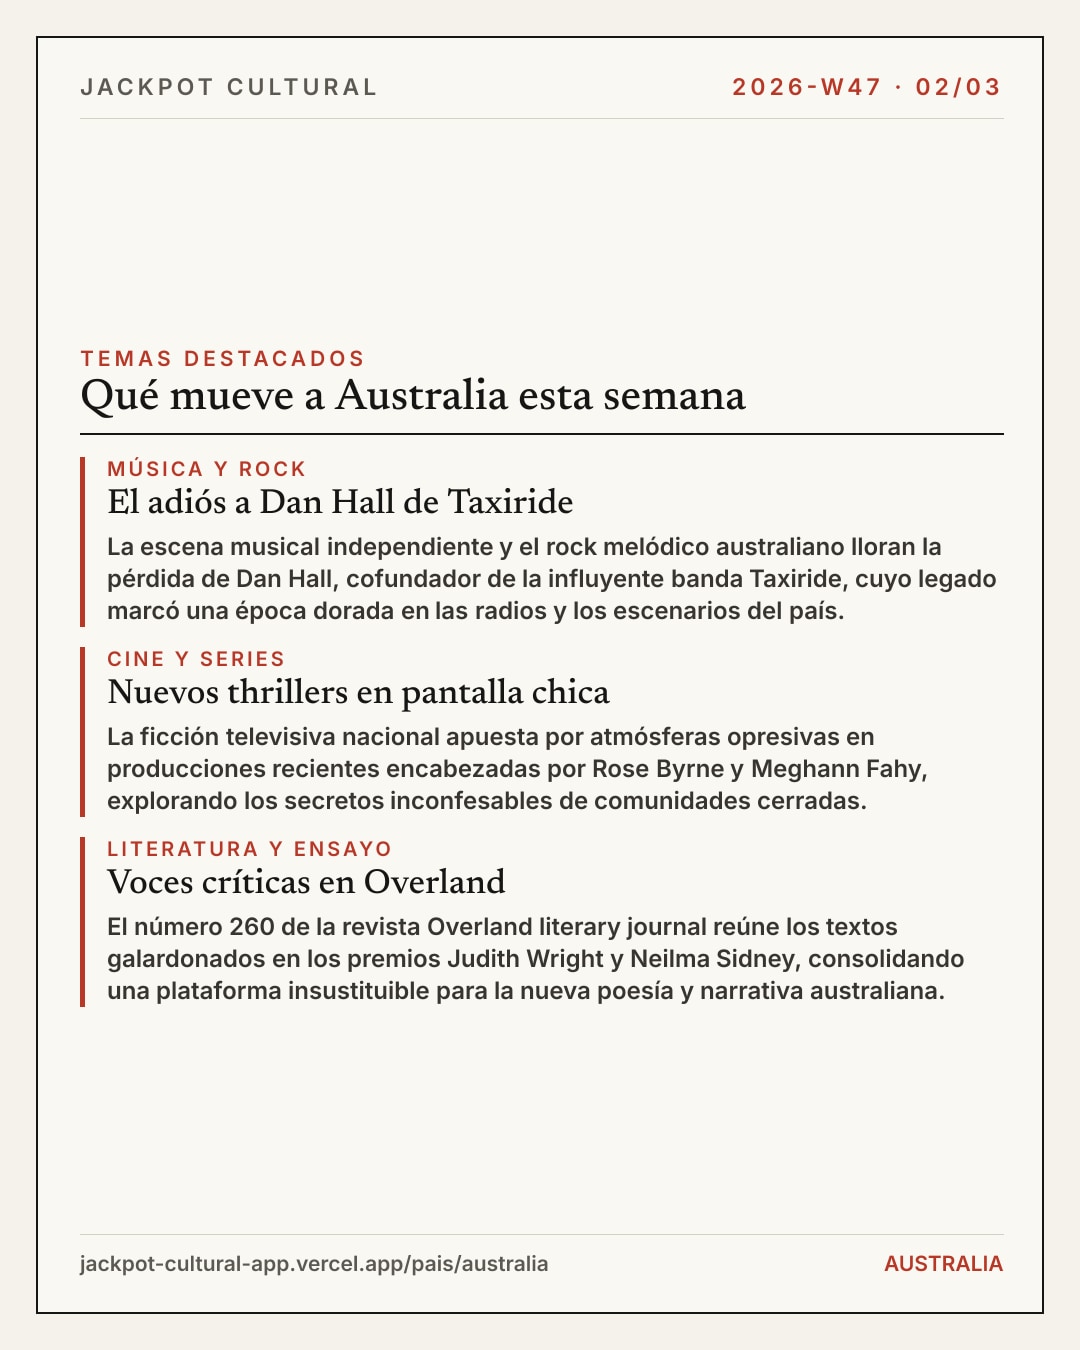 JACKPOT CULTURAL
2026-W47 · 02/03
TEMAS DESTACADOS
Qué mueve a Australia esta semana
MÚSICA Y ROCK
El adiós a Dan Hall de Taxiride
La escena musical independiente y el rock melódico australiano lloran la
pérdida de Dan Hall, cofundador de la influyente banda Taxiride, cuyo legado
marcó una época dorada en las radios y los escenarios del país.
CINE Y SERIES
Nuevos thrillers en pantalla chica
La ficción televisiva nacional apuesta por atmósferas opresivas en
producciones recientes encabezadas por Rose Byrne y Meghann Fahy,
explorando los secretos inconfesables de comunidades cerradas.
LITERATURA Y ENSAYO
Voces críticas en Overland
El número 260 de la revista Overland literary journal reúne los textos
galardonados en los premios Judith Wright y Neilma Sidney, consolidando
una plataforma insustituible para la nueva poesía y narrativa australiana.
jackpot-cultural-app.vercel.app/pais/australia
AUSTRALIA